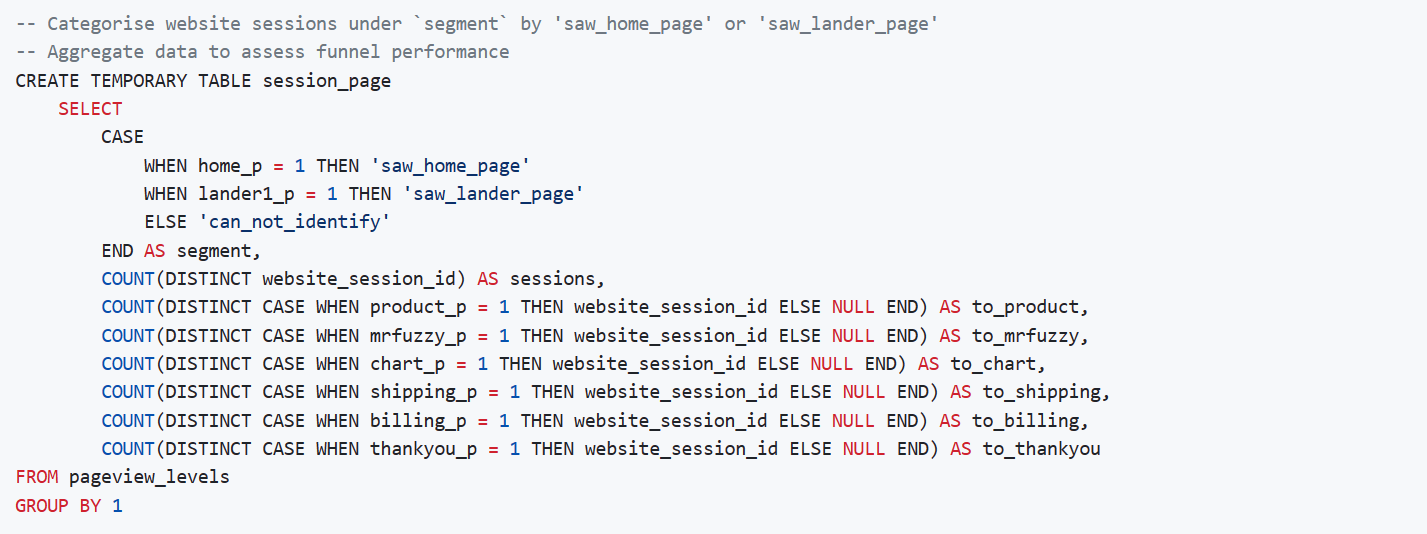 -- Categorise website sessions under `segment` by 'saw_home_page' or 'saw_lander_page'
-- Aggregate data to assess funnel performance
CREATE TEMPORARY TABLE session_page
    SELECT
        CASE
            WHEN home_p = 1 THEN 'saw_home_page'
            WHEN lander1_p = 1 THEN 'saw_lander_page'
            ELSE 'can_not_identify'
        END AS segment,
        COUNT(DISTINCT website_session_id) AS sessions,
        COUNT(DISTINCT CASE WHEN product_p = 1 THEN website_session_id ELSE NULL END) AS to_product,
        COUNT(DISTINCT CASE WHEN mrfuzzy_p = 1 THEN website_session_id ELSE NULL END) AS to_mrfuzzy,
        COUNT(DISTINCT CASE WHEN chart_p = 1 THEN website_session_id ELSE NULL END) AS to_chart,
        COUNT(DISTINCT CASE WHEN shipping_p = 1 THEN website_session_id ELSE NULL END) AS to_shipping,
        COUNT(DISTINCT CASE WHEN billing_p = 1 THEN website_session_id ELSE NULL END) AS to_billing,
        COUNT(DISTINCT CASE WHEN thankyou_p = 1 THEN website_session_id ELSE NULL END) AS to_thankyou
FROM pageview_levels
GROUP BY 1